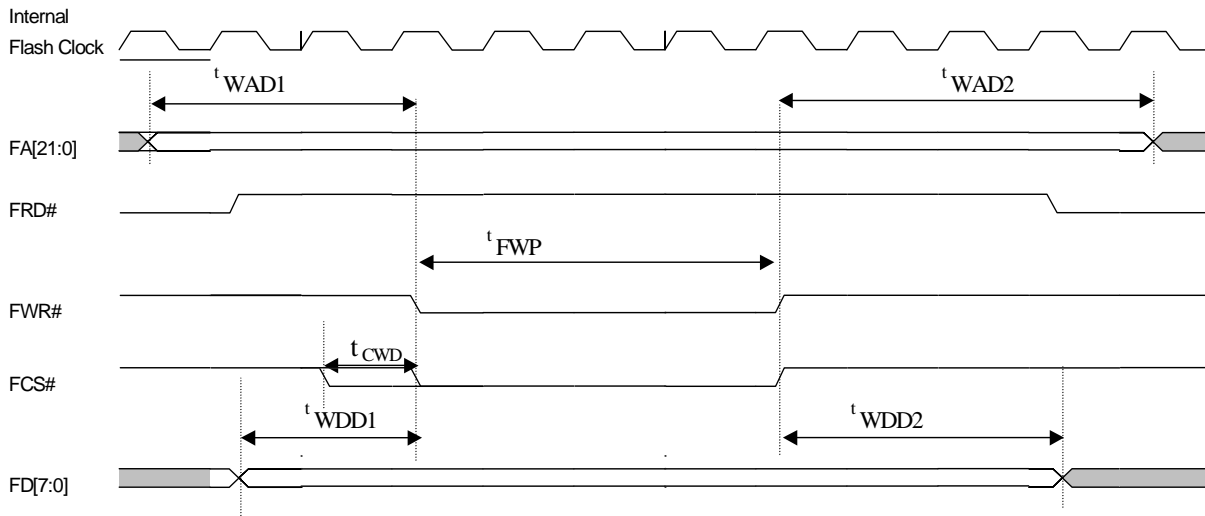 Internal
Flash Clock
tWAD1
tWAD2
FA[21:0]
FRD#
tFWP
FWR#
tCWD
FCS#
tWDD1
tWDD2
FD[7:0]